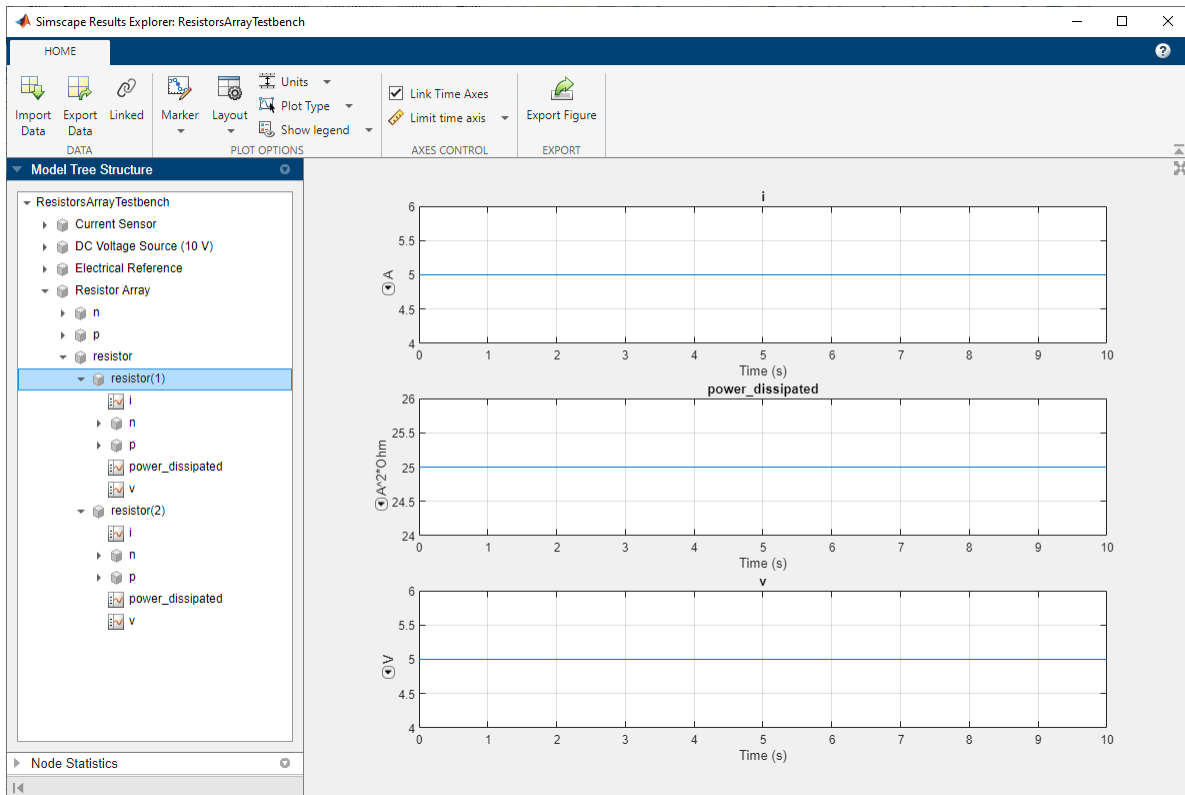 Simscape Results Explorer: ResistorsArrayTestbench
HOME
?
Import Data
Export Data
Linked
DATA
Marker
Layout
Units
Plot Type
Show legend
PLOT OPTIONS
Link Time Axes
Limit time axis
AXES CONTROL
Export Figure
EXPORT
Model Tree Structure
ResistorsArrayTestbench
Current Sensor
DC Voltage Source (10 V)
Electrical Reference
Resistor Array
n
p
resistor
resistor(1)
i
n
p
power_dissipated
v
resistor(2)
i
n
p
power_dissipated
v
Node Statistics
i
6
5.5
5
4.5
4
A
0 1 2 3 4 5 6 7 8 9 10
Time (s)
power_dissipated
26
25.5
25
24.5
24
A^2*Ohm
0 1 2 3 4 5 6 7 8 9 10
Time (s)
v
6
5.5
5
4.5
4
V
0 1 2 3 4 5 6 7 8 9 10
Time (s)